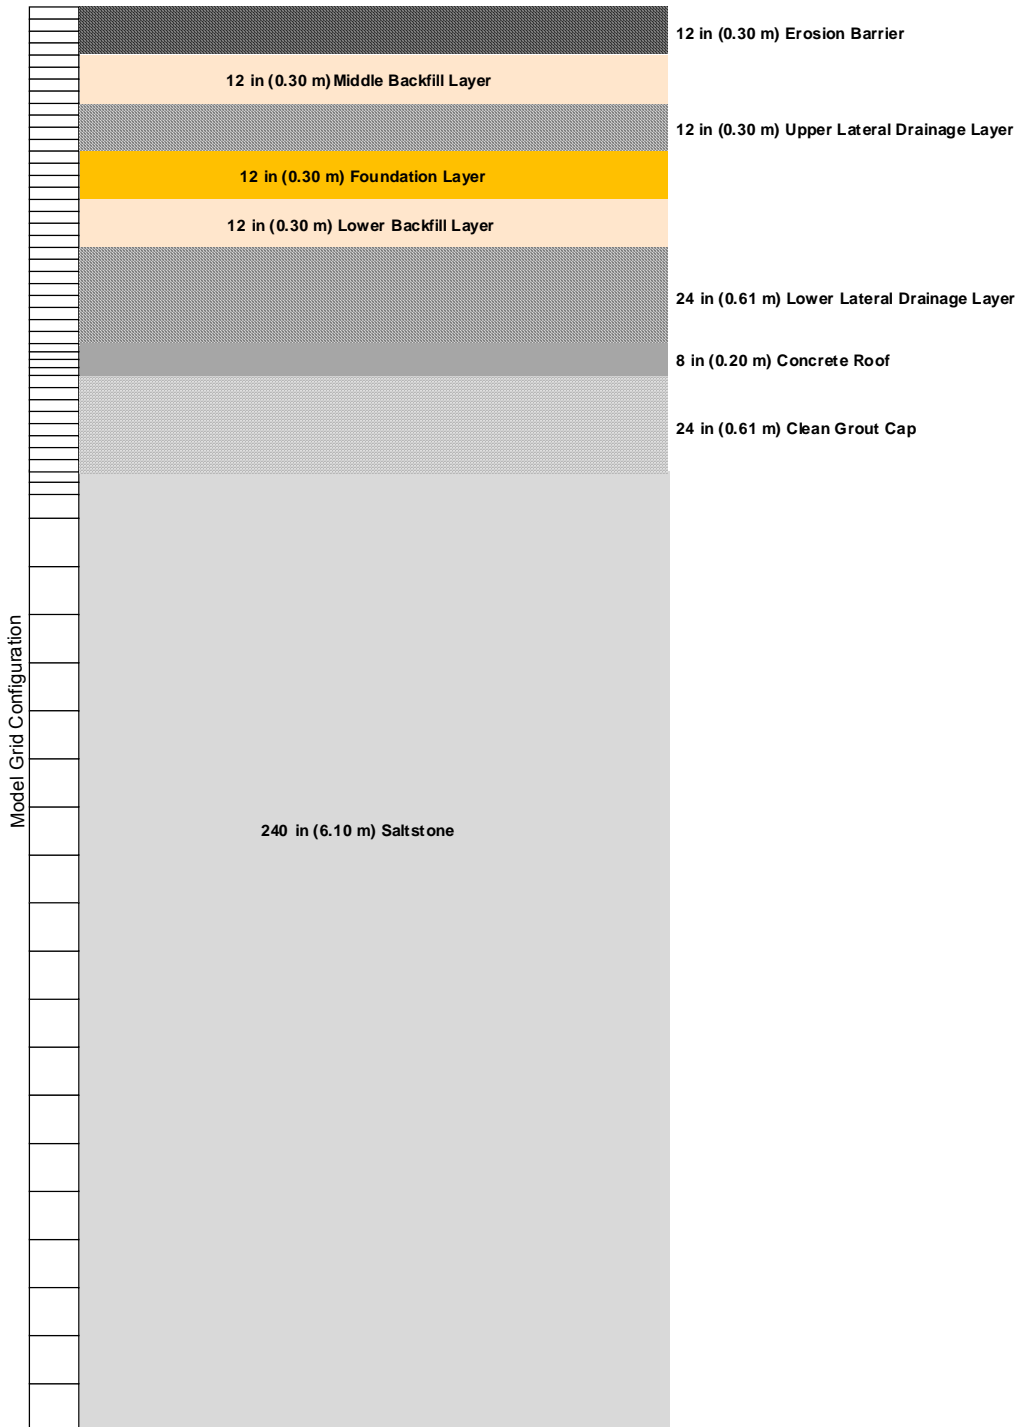 12 in (0.30 m) Erosion Barrier
12 in (0.30 m) Middle Backfill Layer
12 in (0.30 m) Upper Lateral Drainage Layer
12 in (0.30 m) Foundation Layer
12 in (0.30 m) Lower Backfill Layer
24 in (0.61 m) Lower Lateral Drainage Layer
8 in (0.20 m) Concrete Roof
24 in (0.61 m) Clean Grout Cap
Model Grid Configuration
240 in (6.10 m) Saltstone